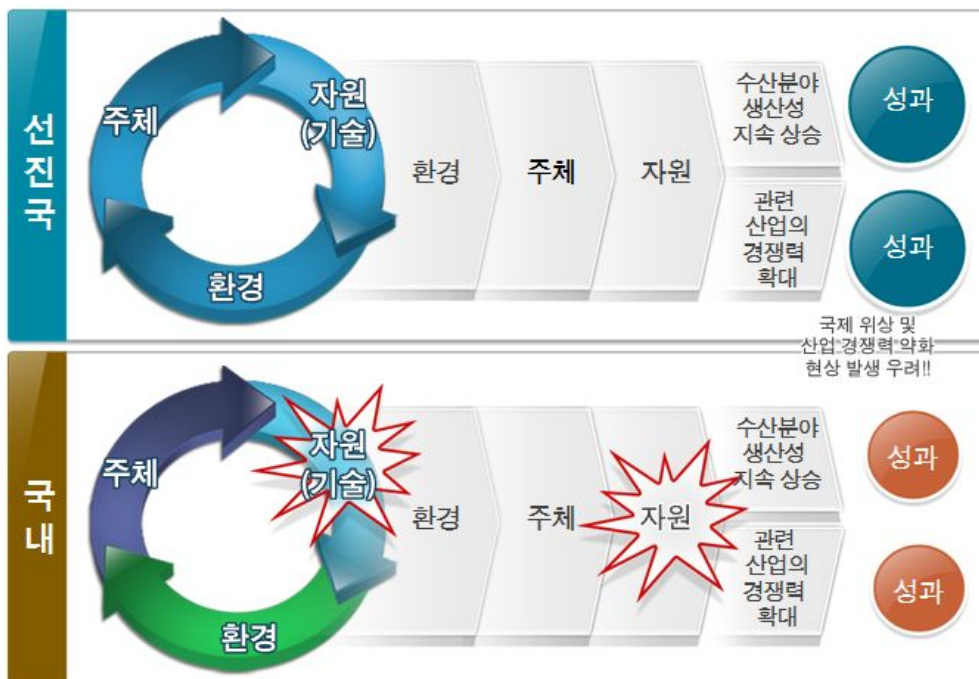 선
진
국
주체
자원
(기술)
환경
환경
주체
자원
수산분야
생산성
지속 상승
관련
산업의
경쟁력
확대
성과
성과
국제 위상 및
산업 경쟁력 약화
현상 발생 우려!!
국
내
주체
자원
(기술)
환경
환경
주체
자원
수산분야
생산성
지속 상승
관련
산업의
경쟁력
확대
성과
성과